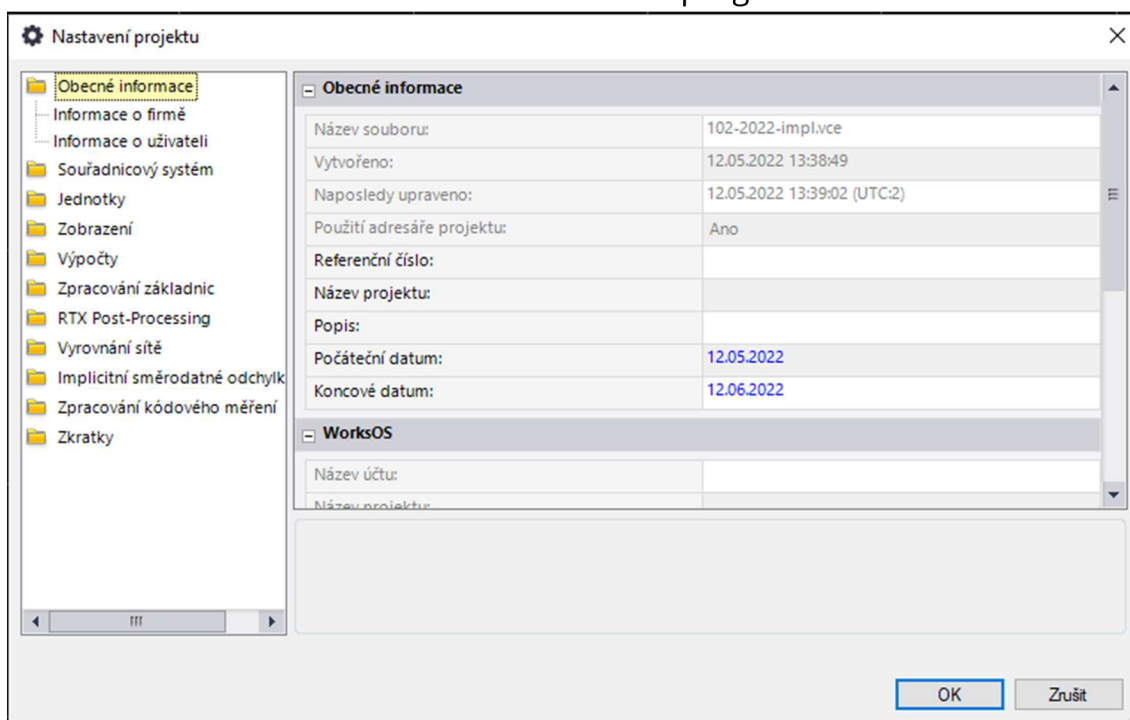 Nastavení projektu
Obecné informace
Informace o firmě
Informace o uživateli
Souřadnicový systém
Jednotky
Zobrazení
Výpočty
Zpracování základnic
RTX Post-Processing
Vyrovnání sítě
Implicitní směrodatné odchylk
Zpracování kódového měření
Zkratky
Obecné informace
Název souboru: 102-2022-impl.vce
Vytvořeno: 12.05.2022 13:38:49
Naposledy upraveno: 12.05.2022 13:39:02 (UTC:2)
Použití adresáře projektu: Ano
Referenční číslo:
Název projektu:
Popis:
Počáteční datum: 12.05.2022
Koncové datum: 12.06.2022
WorksOS
Název účtu:
Název projektu:
OK Zrušit